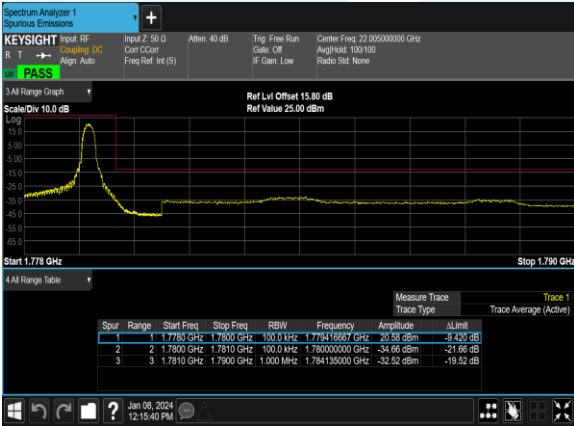 Spectrum Analyzer 1
Spurious Emissions
+
KEYSIGHT Input: RF Input Z: 50 Ω Atten: 40 dB Trig: Free Run Center Freq: 22.005000000 GHz
R T Coupling: DC Corr CCorr Gate: Off Avg|Hold: 100/100
Align: Auto Freq Ref: Int (S) IF Gain: Low Radio Std: None
LW PASS
3 All Range Graph
Ref Lvl Offset 15.80 dB
Scale/Div 10.0 dB Ref Value 25.00 dBm
Log
15.0
5.00
-5.00
-15.0
-25.0
-35.0
-45.0
-55.0
-65.0
Start 1.778 GHz Stop 1.790 GHz
4 All Range Table
Measure Trace Trace 1
Trace Type Trace Average (Active)
Spur Range Start Freq Stop Freq RBW Frequency Amplitude ΔLimit
1 1 1.7780 GHz 1.7800 GHz 100.0 kHz 1.779416667 GHz 20.58 dBm -9.420 dB
2 2 1.7800 GHz 1.7810 GHz 100.0 kHz 1.780000000 GHz -34.66 dBm -21.66 dB
3 3 1.7810 GHz 1.7900 GHz 1.000 MHz 1.784135000 GHz -32.52 dBm -19.52 dB
? Jan 08, 2024
12:15:40 PM